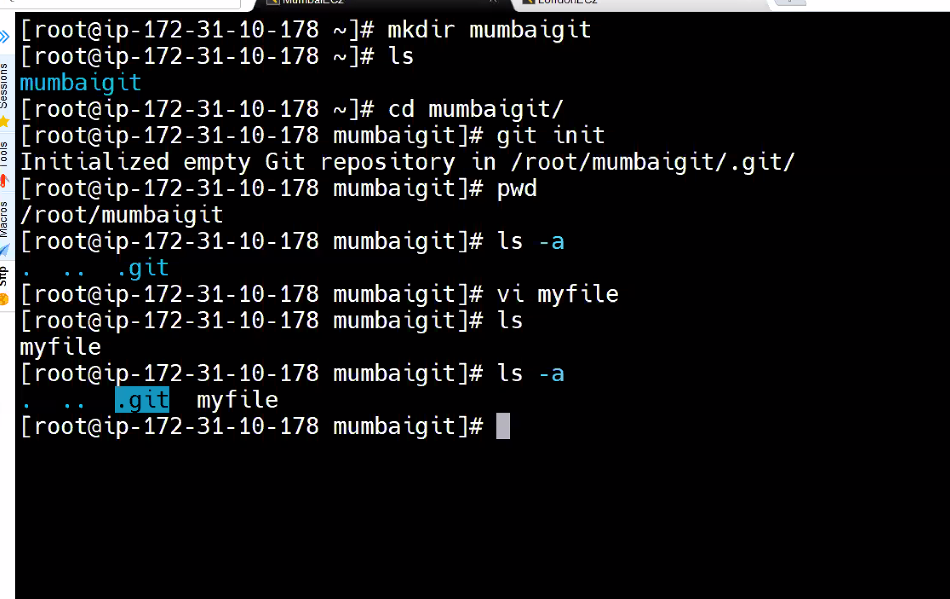 MumbaiEC2
LondonEC2
Sessions
Tools
Macros
Sftp
[root@ip-172-31-10-178 ~]# mkdir mumbaigit
[root@ip-172-31-10-178 ~]# ls
mumbaigit
[root@ip-172-31-10-178 ~]# cd mumbaigit/
[root@ip-172-31-10-178 mumbaigit]# git init
Initialized empty Git repository in /root/mumbaigit/.git/
[root@ip-172-31-10-178 mumbaigit]# pwd
/root/mumbaigit
[root@ip-172-31-10-178 mumbaigit]# ls -a
. .. .git
[root@ip-172-31-10-178 mumbaigit]# vi myfile
[root@ip-172-31-10-178 mumbaigit]# ls
myfile
[root@ip-172-31-10-178 mumbaigit]# ls -a
. .. .git myfile
[root@ip-172-31-10-178 mumbaigit]#